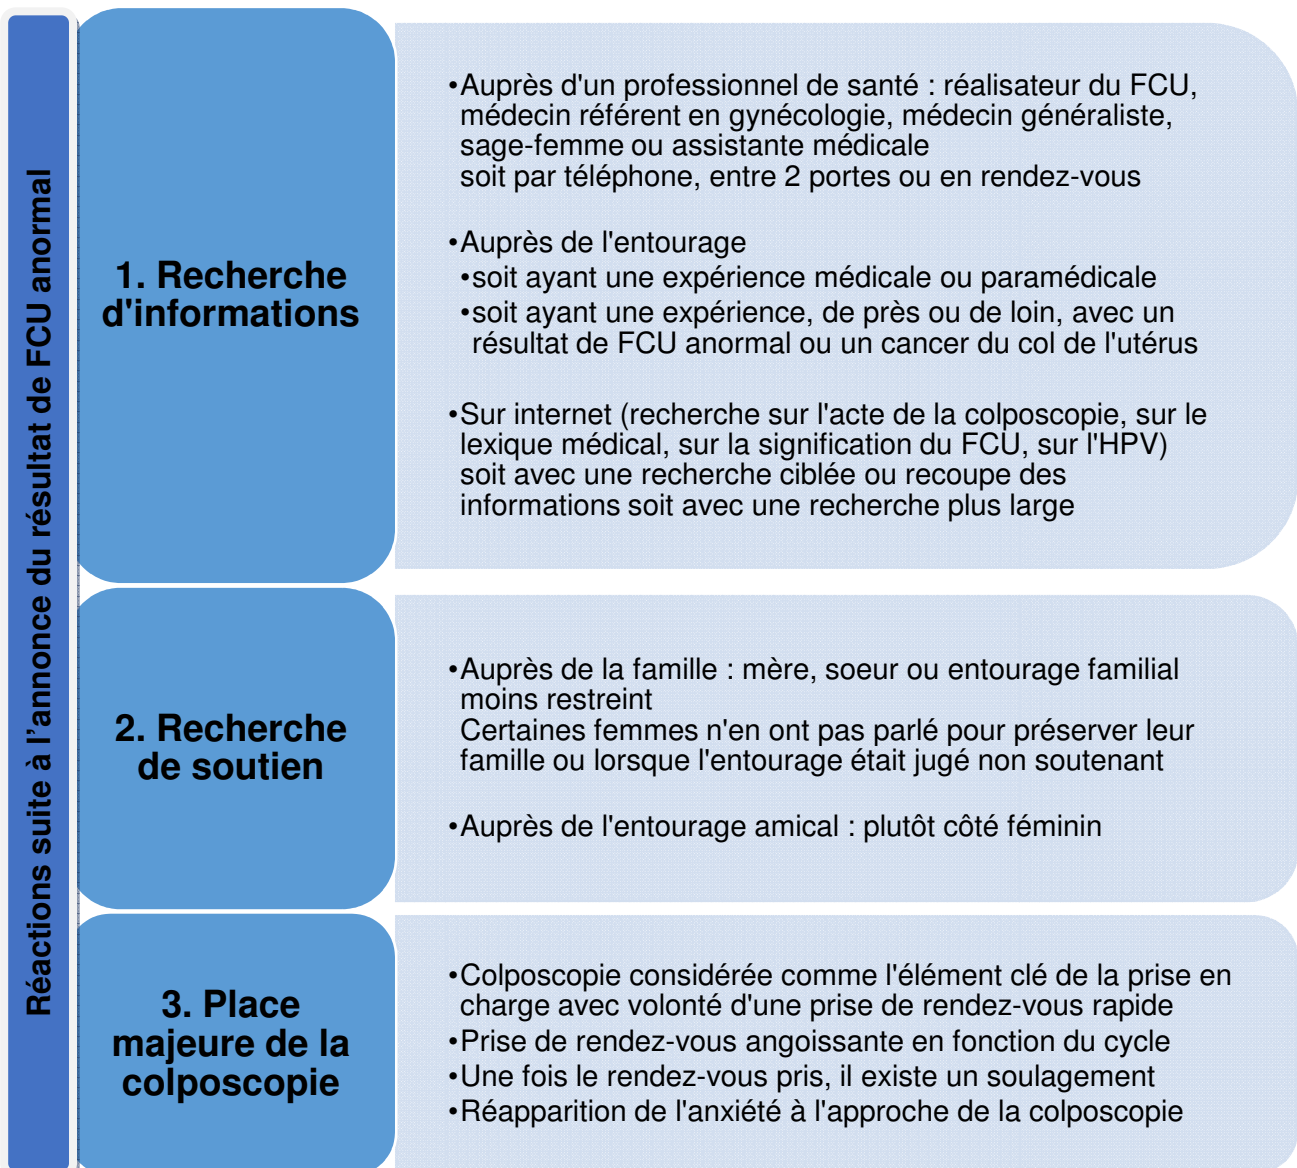 Réactions suite à l'annonce du résultat de FCU anormal
1. Recherche
d'informations
•Auprès d'un professionnel de santé : réalisateur du FCU,
médecin référent en gynécologie, médecin généraliste,
sage-femme ou assistante médicale
soit par téléphone, entre 2 portes ou en rendez-vous
•Auprès de l'entourage
•soit ayant une expérience médicale ou paramédicale
•soit ayant une expérience, de près ou de loin, avec un
résultat de FCU anormal ou un cancer du col de l'utérus
•Sur internet (recherche sur l'acte de la colposcopie, sur le
lexique médical, sur la signification du FCU, sur l'HPV)
soit avec une recherche ciblée ou recoupe des
informations soit avec une recherche plus large
2. Recherche
de soutien
•Auprès de la famille : mère, soeur ou entourage familial
moins restreint
Certaines femmes n'en ont pas parlé pour préserver leur
famille ou lorsque l'entourage était jugé non soutenant
•Auprès de l'entourage amical : plutôt côté féminin
3. Place
majeure de la
colposcopie
•Colposcopie considérée comme l'élément clé de la prise en
charge avec volonté d'une prise de rendez-vous rapide
•Prise de rendez-vous angoissante en fonction du cycle
•Une fois le rendez-vous pris, il existe un soulagement
•Réapparition de l'anxiété à l'approche de la colposcopie